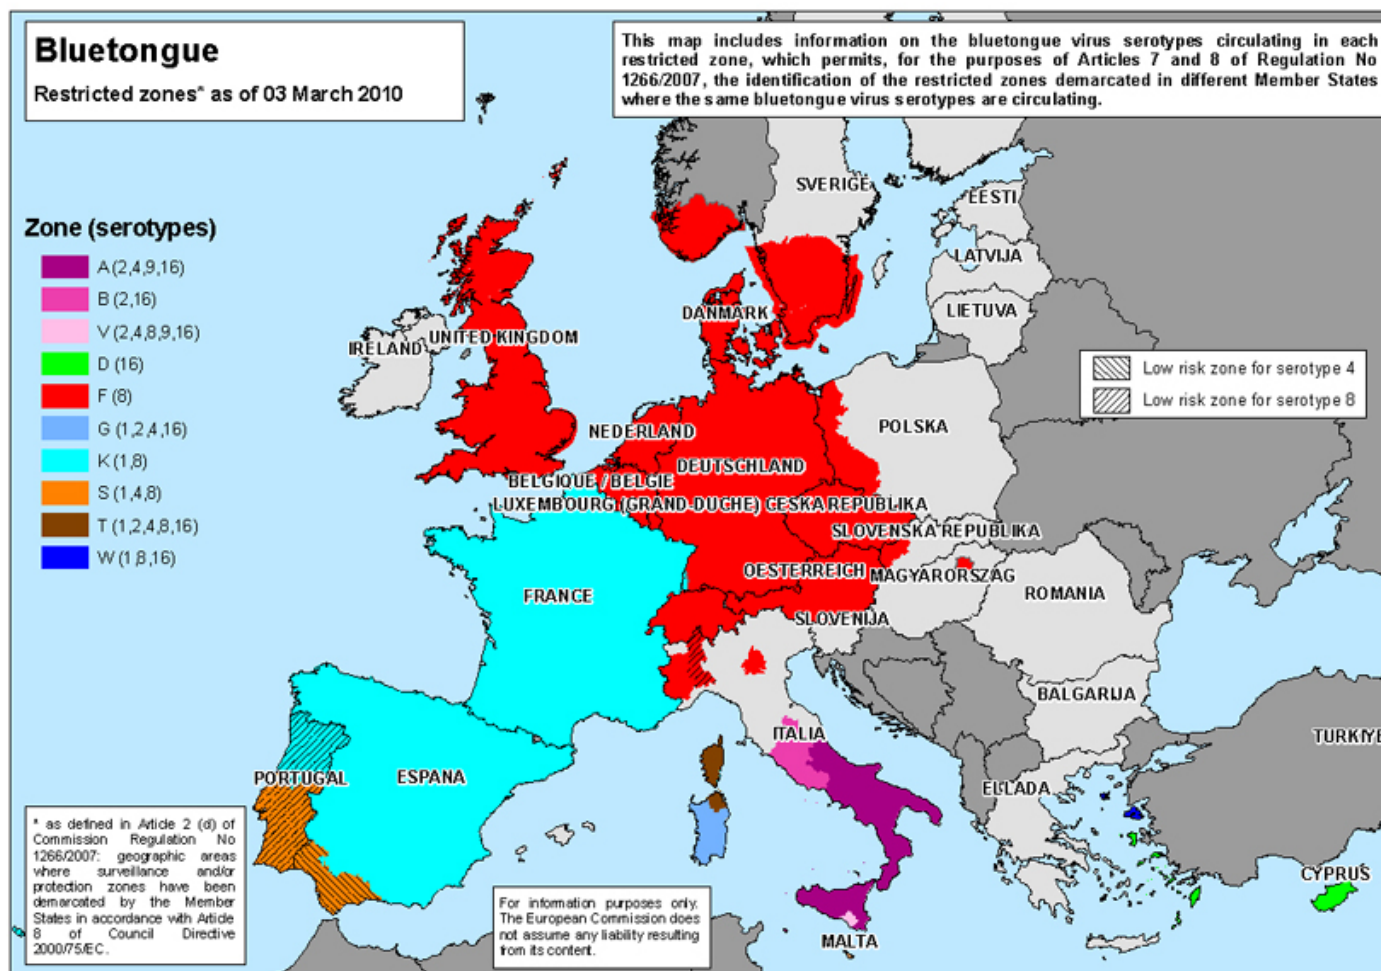 Bluetongue
Restricted zones* as of 03 March 2010
This map includes information on the bluetongue virus serotypes circulating in each
restricted zone, which permits, for the purposes of Articles 7 and 8 of Regulation No
1266/2007, the identification of the restricted zones demarcated in different Member States
where the same bluetongue virus serotypes are circulating.
Zone (serotypes)
A (2,4,9,16)
B (2,16)
V (2,4,8,9,16)
D (16)
F (8)
G (1,2,4,16)
K (1,8)
S (1,4,8)
T (1,2,4,8,16)
W (1,8,16)
Low risk zone for serotype 4
Low risk zone for serotype 8
SVERIGE
EESTI
LATVIJA
LIETUVA
DANMARK
UNITED KINGDOM
IRELAND
POLSKA
NEDERLAND
DEUTSCHLAND
BELGIQUE / BELGIE
LUXEMBOURG (GRAND-DUCHE)
CESKA REPUBLIKA
SLOVENSKA REPUBLIKA
OESTERREICH
MAGYARORSZAG
FRANCE
ROMANIA
SLOVENIJA
BALGARIJA
ITALIA
TURKIYE
PORTUGAL
ESPANA
ELLADA
CYPRUS
MALTA
* as defined in Article 2 (d) of
Commission Regulation No
1266/2007: geographic areas
where surveillance and/or
protection zones have been
demarcated by the Member
States in accordance with Article
8 of Council Directive
2000/75/EC.
For information purposes only.
The European Commission does
not assume any liability resulting
from its content.